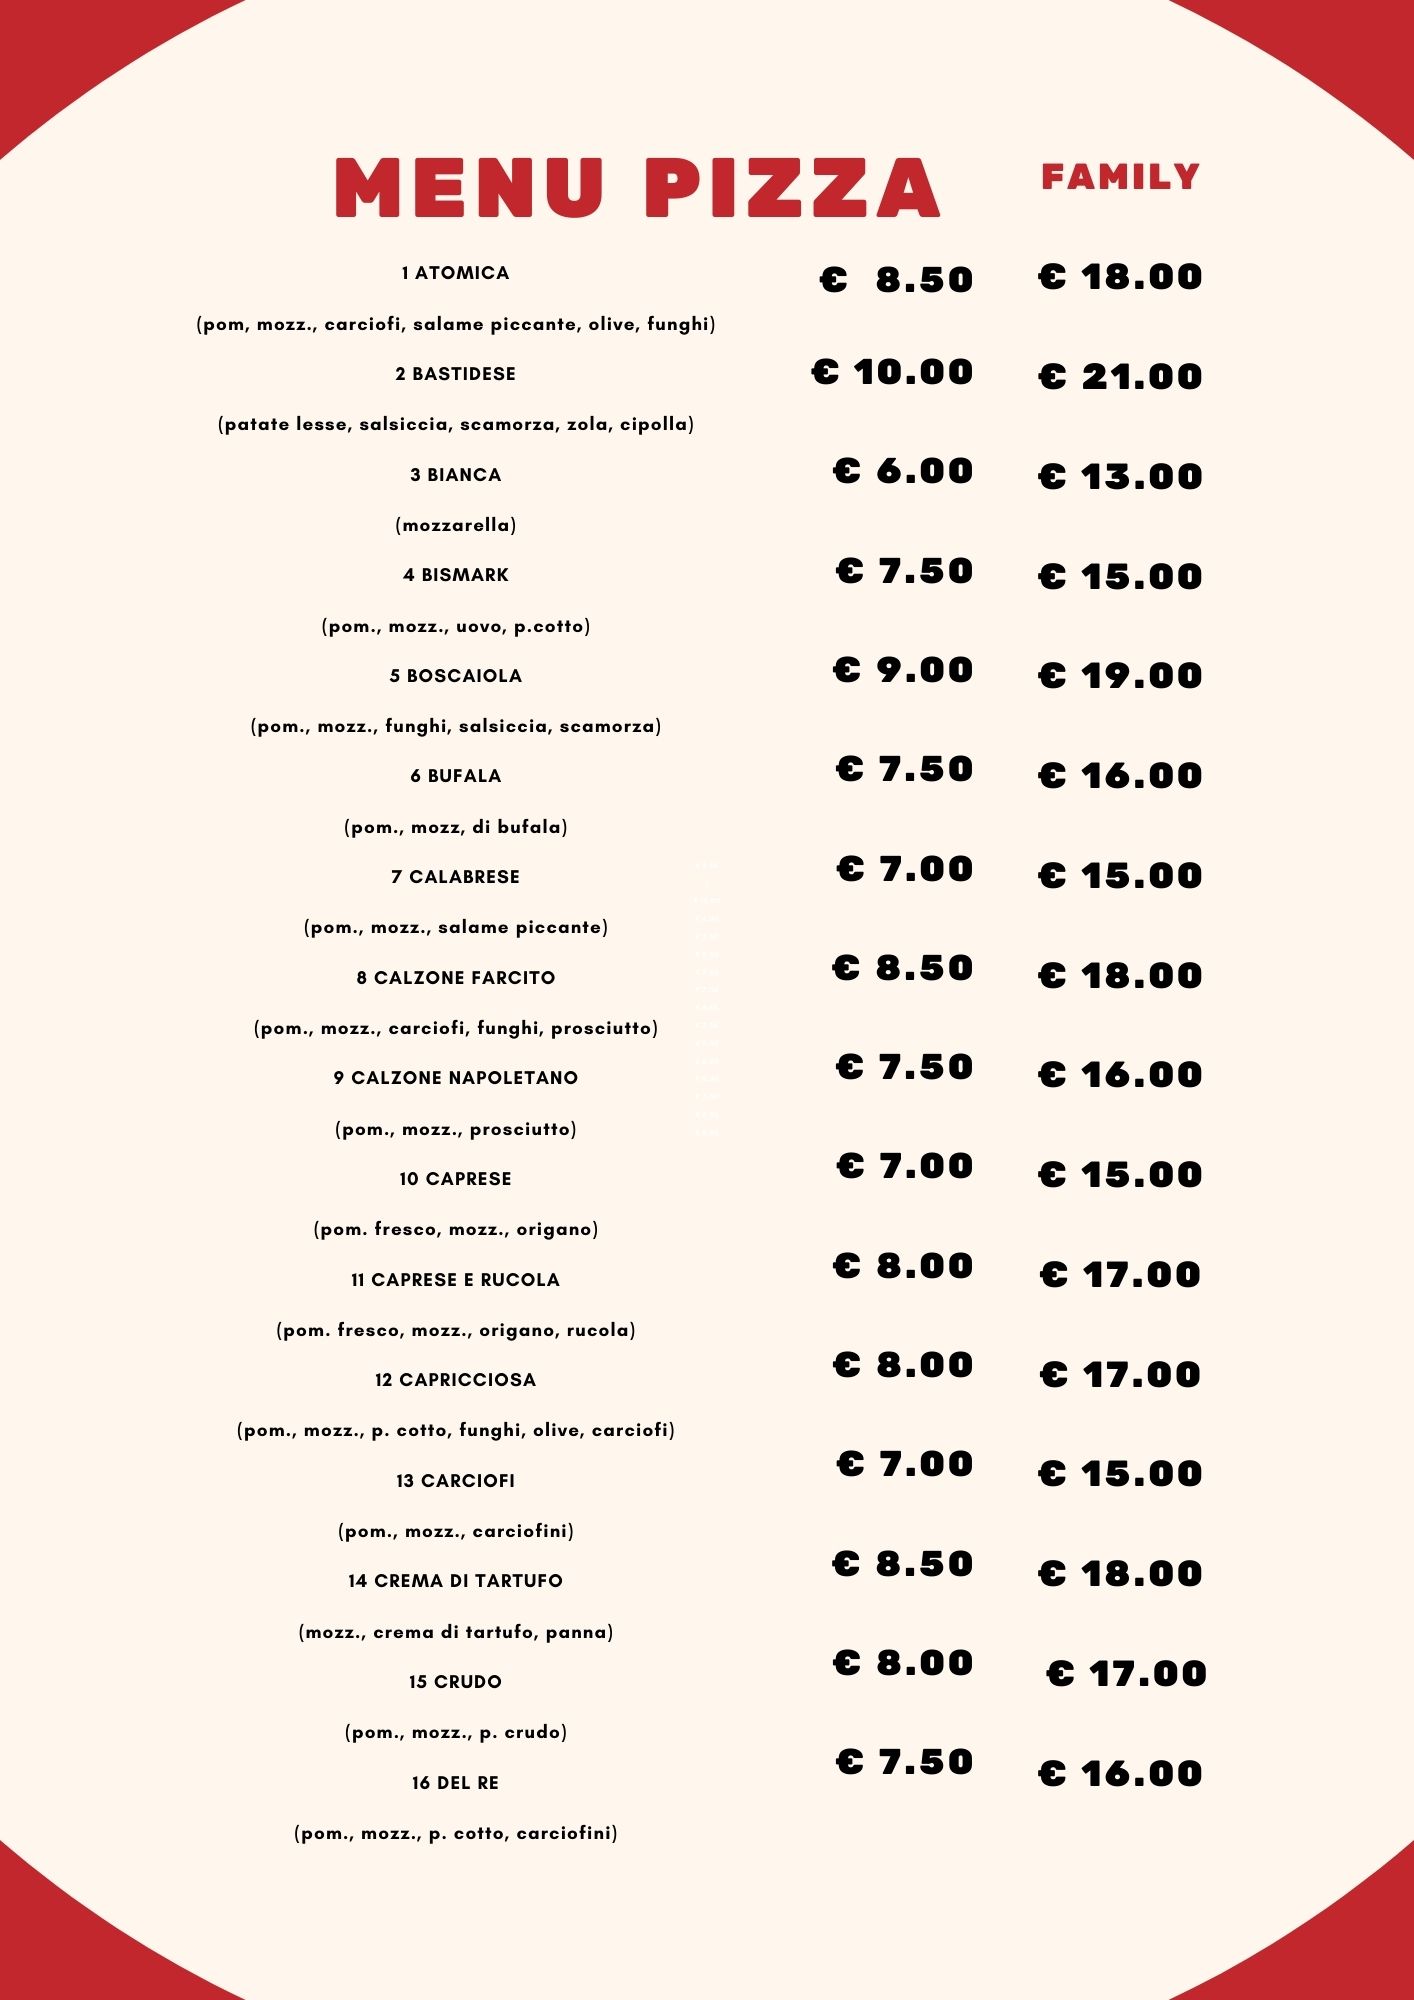 MENU PIZZA FAMILY
1 ATOMICA € 8.50 € 18.00
(pom, mozz., carciofi, salame piccante, olive, funghi)
2 BASTIDESE € 10.00 € 21.00
(patate lesse, salsiccia, scamorza, zola, cipolla)
3 BIANCA € 6.00 € 13.00
(mozzarella)
4 BISMARK € 7.50 € 15.00
(pom., mozz., uovo, p.cotto)
5 BOSCAIOLA € 9.00 € 19.00
(pom., mozz., funghi, salsiccia, scamorza)
6 BUFALA € 7.50 € 16.00
(pom., mozz, di bufala)
7 CALABRESE € 7.00 € 15.00
(pom., mozz., salame piccante)
8 CALZONE FARCITO € 8.50 € 18.00
(pom., mozz., carciofi, funghi, prosciutto)
9 CALZONE NAPOLETANO € 7.50 € 16.00
(pom., mozz., prosciutto)
10 CAPRESE € 7.00 € 15.00
(pom. fresco, mozz., origano)
11 CAPRESE E RUCOLA € 8.00 € 17.00
(pom. fresco, mozz., origano, rucola)
12 CAPRICCIOSA € 8.00 € 17.00
(pom., mozz., p. cotto, funghi, olive, carciofi)
13 CARCIOFI € 7.00 € 15.00
(pom., mozz., carciofini)
14 CREMA DI TARTUFO € 8.50 € 18.00
(mozz., crema di tartufo, panna)
15 CRUDO € 8.00 € 17.00
(pom., mozz., p. crudo)
16 DEL RE € 7.50 € 16.00
(pom., mozz., p. cotto, carciofini)